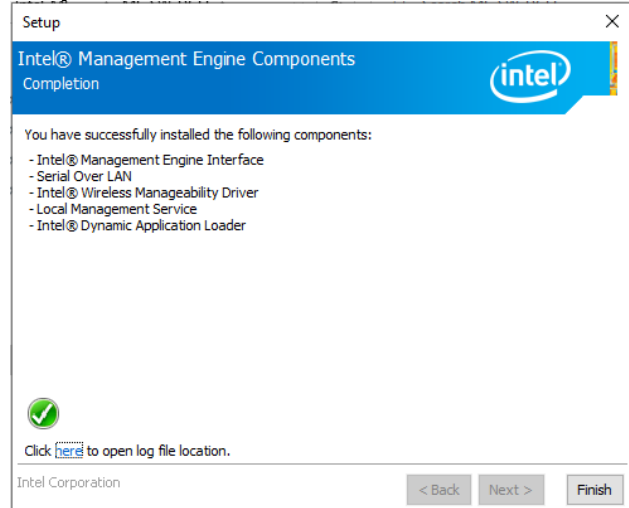 Setup
Intel® Management Engine Components
Completion
intel
You have successfully installed the following components:
- Intel® Management Engine Interface
- Serial Over LAN
- Intel® Wireless Manageability Driver
- Local Management Service
- Intel® Dynamic Application Loader
Click here to open log file location.
Intel Corporation
< Back Next > Finish